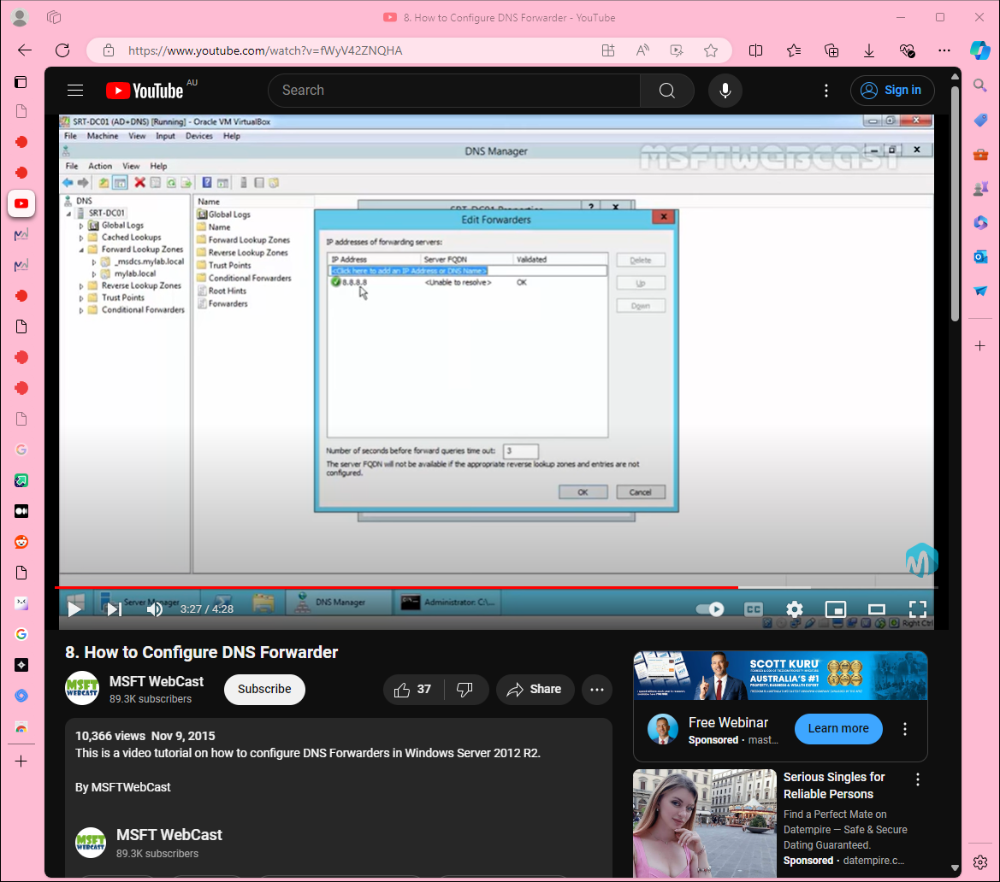 8. How to Configure DNS Forwarder - YouTube
https://www.youtube.com/watch?v=fWyV42ZNQHA
YouTube AU
Search
Sign in
SRT-DC01 (AD+DNS) [Running] - Oracle VM VirtualBox
File Machine View Input Devices Help
DNS Manager
MSFTWEBCAST
File Action View Help
DNS
SRT-DC01
Global Logs
Cached Lookups
Forward Lookup Zones
_msdcs.mylab.local
mylab.local
Reverse Lookup Zones
Trust Points
Conditional Forwarders
Name
Global Logs
Name
Forward Lookup Zones
Reverse Lookup Zones
Trust Points
Conditional Forwarders
Root Hints
Forwarders
SRT-DC01 Properties
Edit Forwarders
IP addresses of forwarding servers:
IP Address Server FQDN Validated
<Click here to add an IP Address or DNS Name>
8.8.8.8 <Unable to resolve> OK
Delete
Up
Down
Number of seconds before forward queries time out: 3
The server FQDN will not be available if the appropriate reverse lookup zones and entries are not
configured.
OK Cancel
Server Manager
DNS Manager
Administrator: C:\...
3:27 / 4:28
CC
Right Ctrl
8. How to Configure DNS Forwarder
MSFT WEBCAST
MSFT WebCast
89.3K subscribers
Subscribe
37
Share
10,366 views Nov 9, 2015
This is a video tutorial on how to configure DNS Forwarders in Windows Server 2012 R2.
By MSFTWebCast
MSFT WEBCAST
MSFT WebCast
89.3K subscribers
SCOTT KURU
AUSTRALIA'S #1
PROPERTY, BUSINESS & WEALTH EXPERT
Free Webinar
Sponsored · mast...
Learn more
Serious Singles for
Reliable Persons
Find a Perfect Mate on
Datempire — Safe & Secure
Dating Guaranteed.
Sponsored · datempire.c...